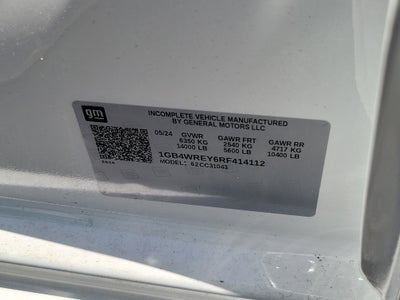 gm
INCOMPLETE VEHICLE MANUFACTURED
BY GENERAL MOTORS LLC
05/24 GVWR GAWR FRT GAWR RR
6350 KG 2540 KG 4717 KG
14000 LB 5600 LB 10400 LB
1GB4WREY6RF414112
MODEL: 62CC31043